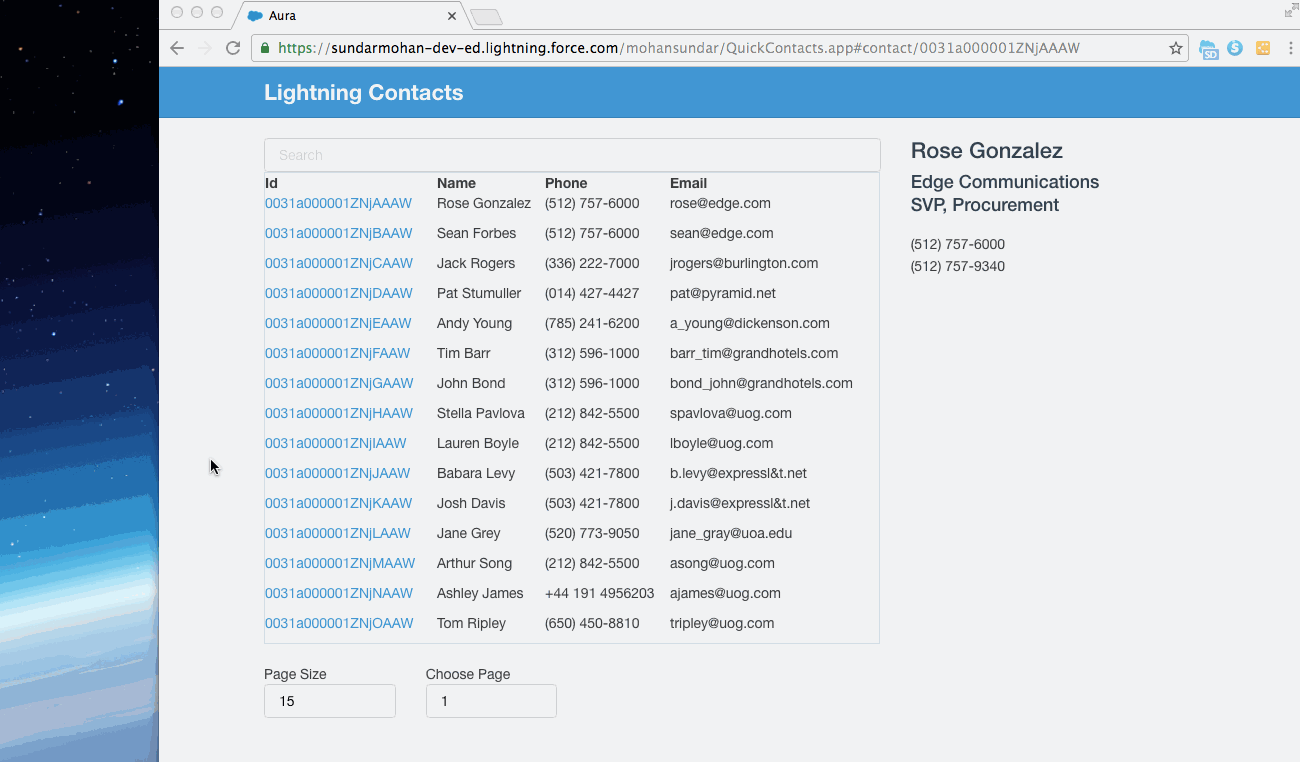 Aura
https://sundarmohan-dev-ed.lightning.force.com/mohansundar/QuickContacts.app#contact/0031a000001ZNjAAAW
SD
S
Lightning Contacts
Search
Id Name Phone Email
0031a000001ZNjAAAW Rose Gonzalez (512) 757-6000 rose@edge.com
0031a000001ZNjBAAW Sean Forbes (512) 757-6000 sean@edge.com
0031a000001ZNjCAAW Jack Rogers (336) 222-7000 jrogers@burlington.com
0031a000001ZNjDAAW Pat Stumuller (014) 427-4427 pat@pyramid.net
0031a000001ZNjEAAW Andy Young (785) 241-6200 a_young@dickenson.com
0031a000001ZNjFAAW Tim Barr (312) 596-1000 barr_tim@grandhotels.com
0031a000001ZNjGAAW John Bond (312) 596-1000 bond_john@grandhotels.com
0031a000001ZNjHAAW Stella Pavlova (212) 842-5500 spavlova@uog.com
0031a000001ZNjIAAW Lauren Boyle (212) 842-5500 lboyle@uog.com
0031a000001ZNjJAAW Babara Levy (503) 421-7800 b.levy@expressl&t.net
0031a000001ZNjKAAW Josh Davis (503) 421-7800 j.davis@expressl&t.net
0031a000001ZNjLAAW Jane Grey (520) 773-9050 jane_gray@uoa.edu
0031a000001ZNjMAAW Arthur Song (212) 842-5500 asong@uog.com
0031a000001ZNjNAAW Ashley James +44 191 4956203 ajames@uog.com
0031a000001ZNjOAAW Tom Ripley (650) 450-8810 tripley@uog.com
Page Size Choose Page
15 1
Rose Gonzalez
Edge Communications
SVP, Procurement
(512) 757-6000
(512) 757-9340